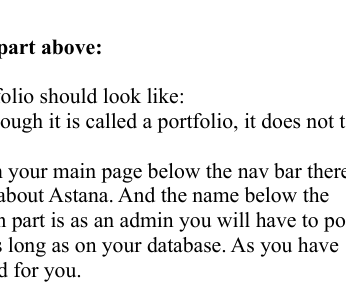 part above:
folio should look like:
ough it is called a portfolio, it does not t
your main page below the nav bar there
about Astana. And the name below the
part is as an admin you will have to po
s long as on your database. As you have
d for you.